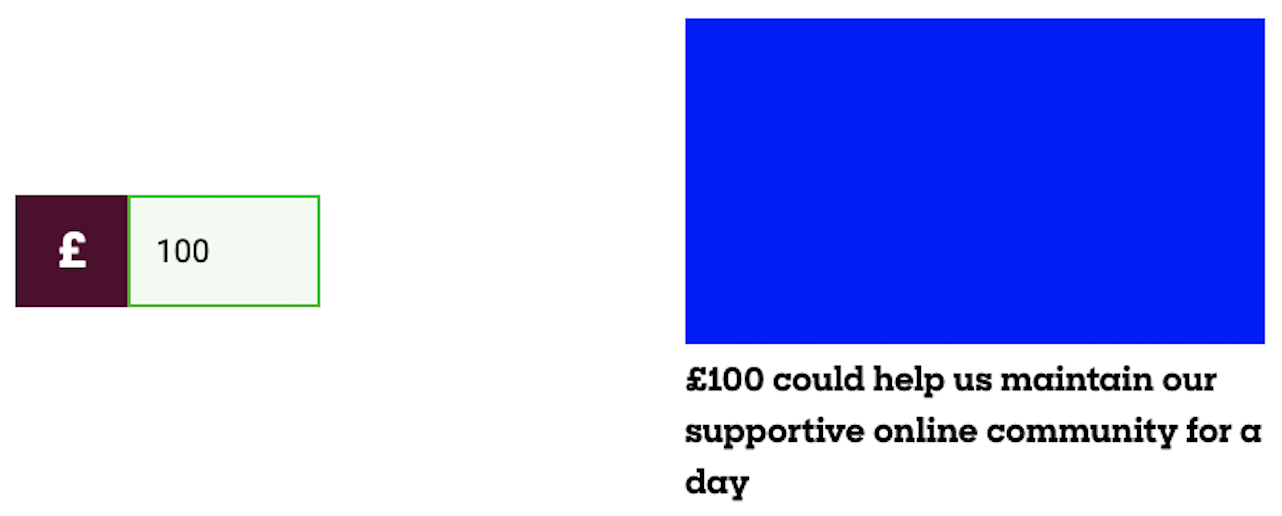 £
100
£100 could help us maintain our
supportive online community for a
day